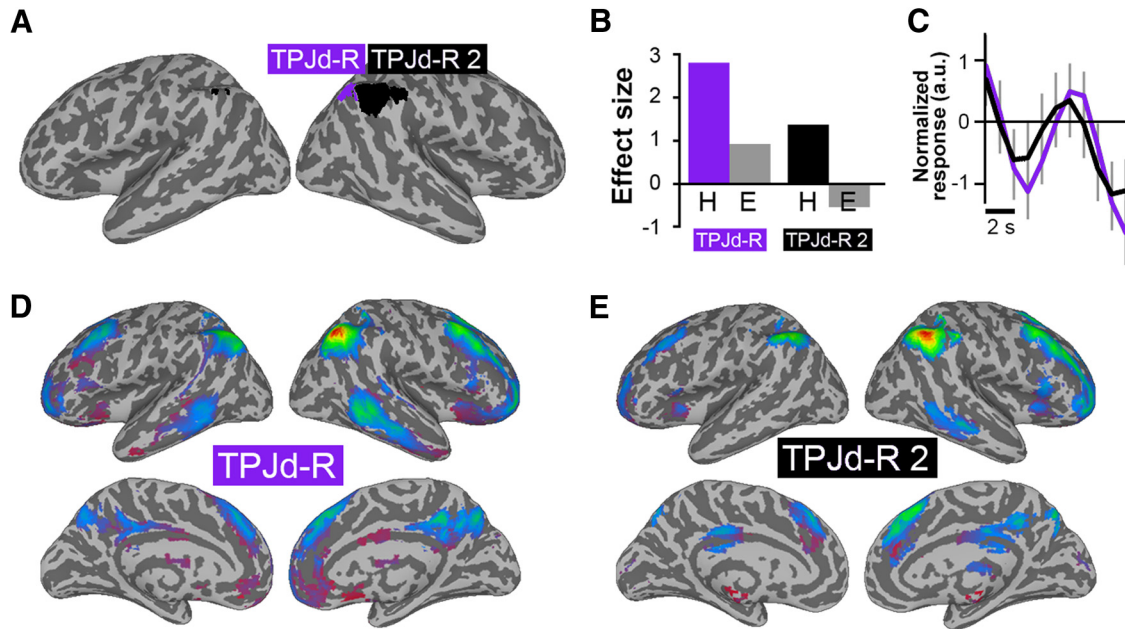 A
TPJd-R TPJd-R 2
B
Effect size
3
2
1
0
-1
H E H E
TPJd-R TPJd-R 2
C
Normalized
response (a.u.)
1
0
-1
2 s
D
TPJd-R
E
TPJd-R 2